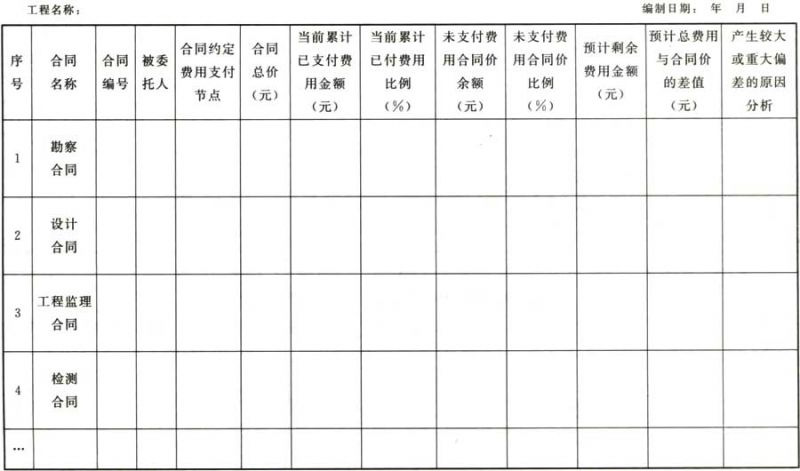 工程名称：
编制日期： 年 月 日
序号
合同名称
合同编号
被委托人
合同约定费用支付节点
合同总价（元）
当前累计已支付费用金额（元）
当前累计已付费用比例（%）
未支付费用合同价余额（元）
未支付费用合同价比例（%）
预计剩余费用金额（元）
预计总费用与合同价的差值（元）
产生较大或重大偏差的原因分析
1
勘察合同
2
设计合同
3
工程监理合同
4
检测合同
…